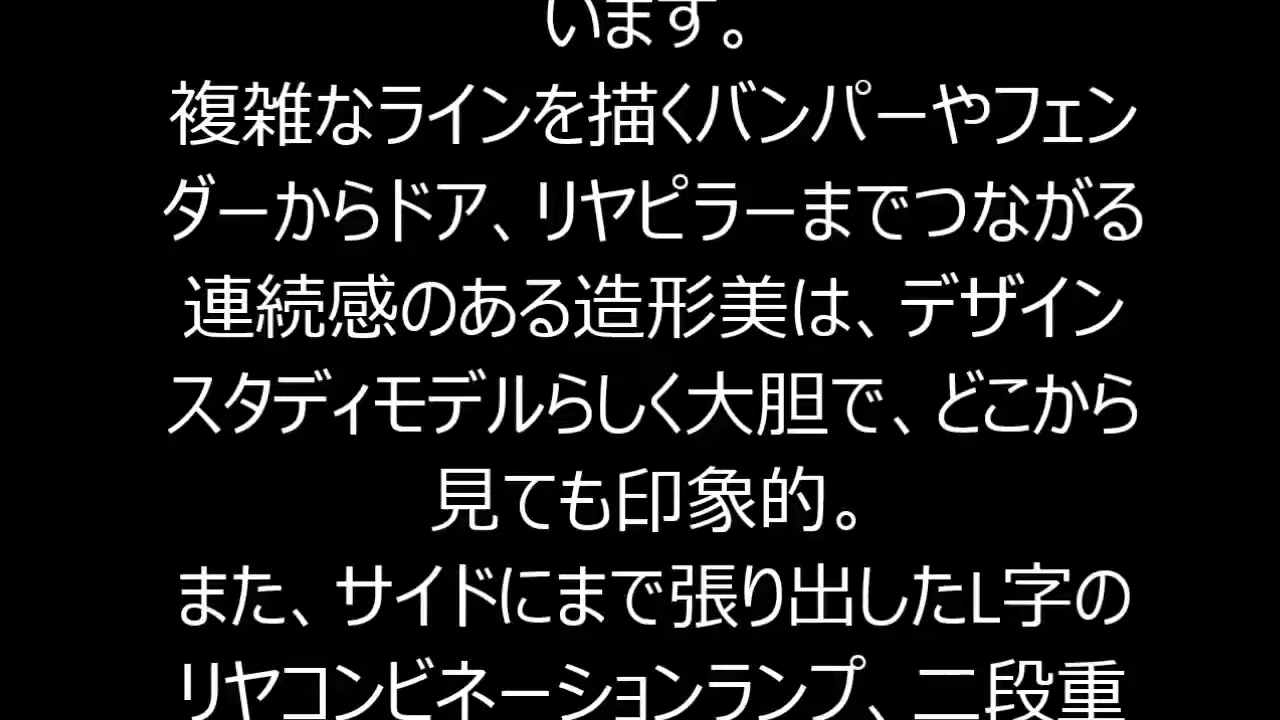 います。
複雑なラインを描くバンパーやフェン
ダーからドア、リヤピラーまでつながる
連続感のある造形美は、デザイン
スタディモデルらしく大胆で、どこから
見ても印象的。
また、サイドにまで張り出したL字の
リヤコンビネーションランプ、二段重